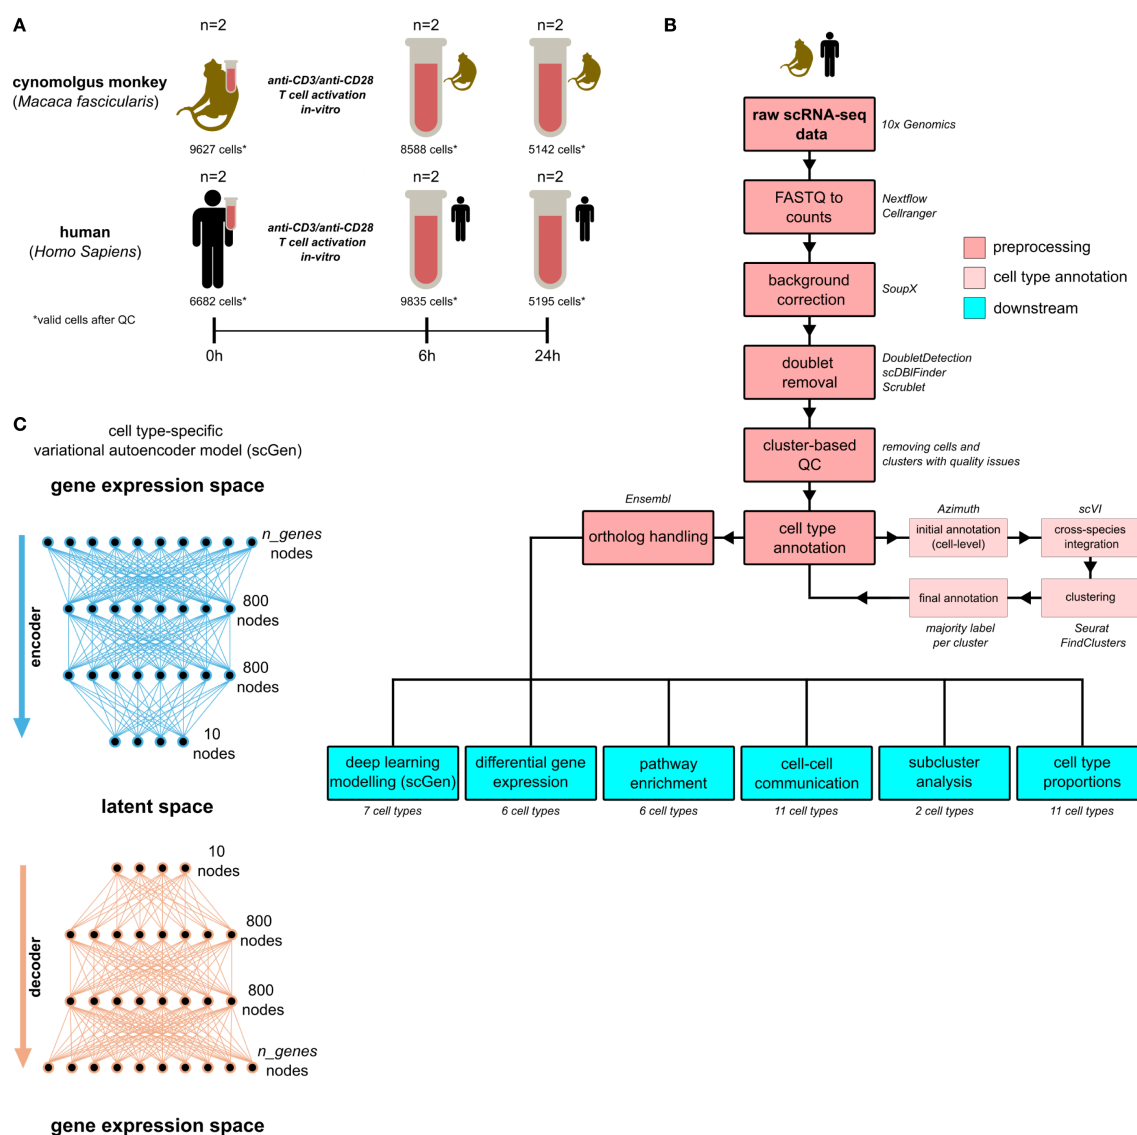 A
n=2
n=2
n=2
cynomolgus monkey
(Macaca fascicularis)
anti-CD3/anti-CD28
T cell activation
in-vitro
9627 cells*
8588 cells*
5142 cells*
n=2
n=2
n=2
human
(Homo Sapiens)
anti-CD3/anti-CD28
T cell activation
in-vitro
6682 cells*
9835 cells*
5195 cells*
*valid cells after QC
0h
6h
24h
B
raw scRNA-seq
data
10x Genomics
FASTQ to
counts
Nextflow
Cellranger
background
correction
SoupX
doublet
removal
DoubletDetection
scDBlFinder
Scrublet
cluster-based
QC
removing cells and
clusters with quality issues
Ensembl
ortholog handling
cell type
annotation
Azimuth
initial annotation
(cell-level)
scVI
cross-species
integration
final annotation
majority label
per cluster
clustering
Seurat
FindClusters
preprocessing
cell type annotation
downstream
deep learning
modelling (scGen)
7 cell types
differential gene
expression
6 cell types
pathway
enrichment
6 cell types
cell-cell
communication
11 cell types
subcluster
analysis
2 cell types
cell type
proportions
11 cell types
C
cell type-specific
variational autoencoder model (scGen)
gene expression space
encoder
n_genes
nodes
800
nodes
800
nodes
10
nodes
latent space
decoder
10
nodes
800
nodes
800
nodes
n_genes
nodes
gene expression space